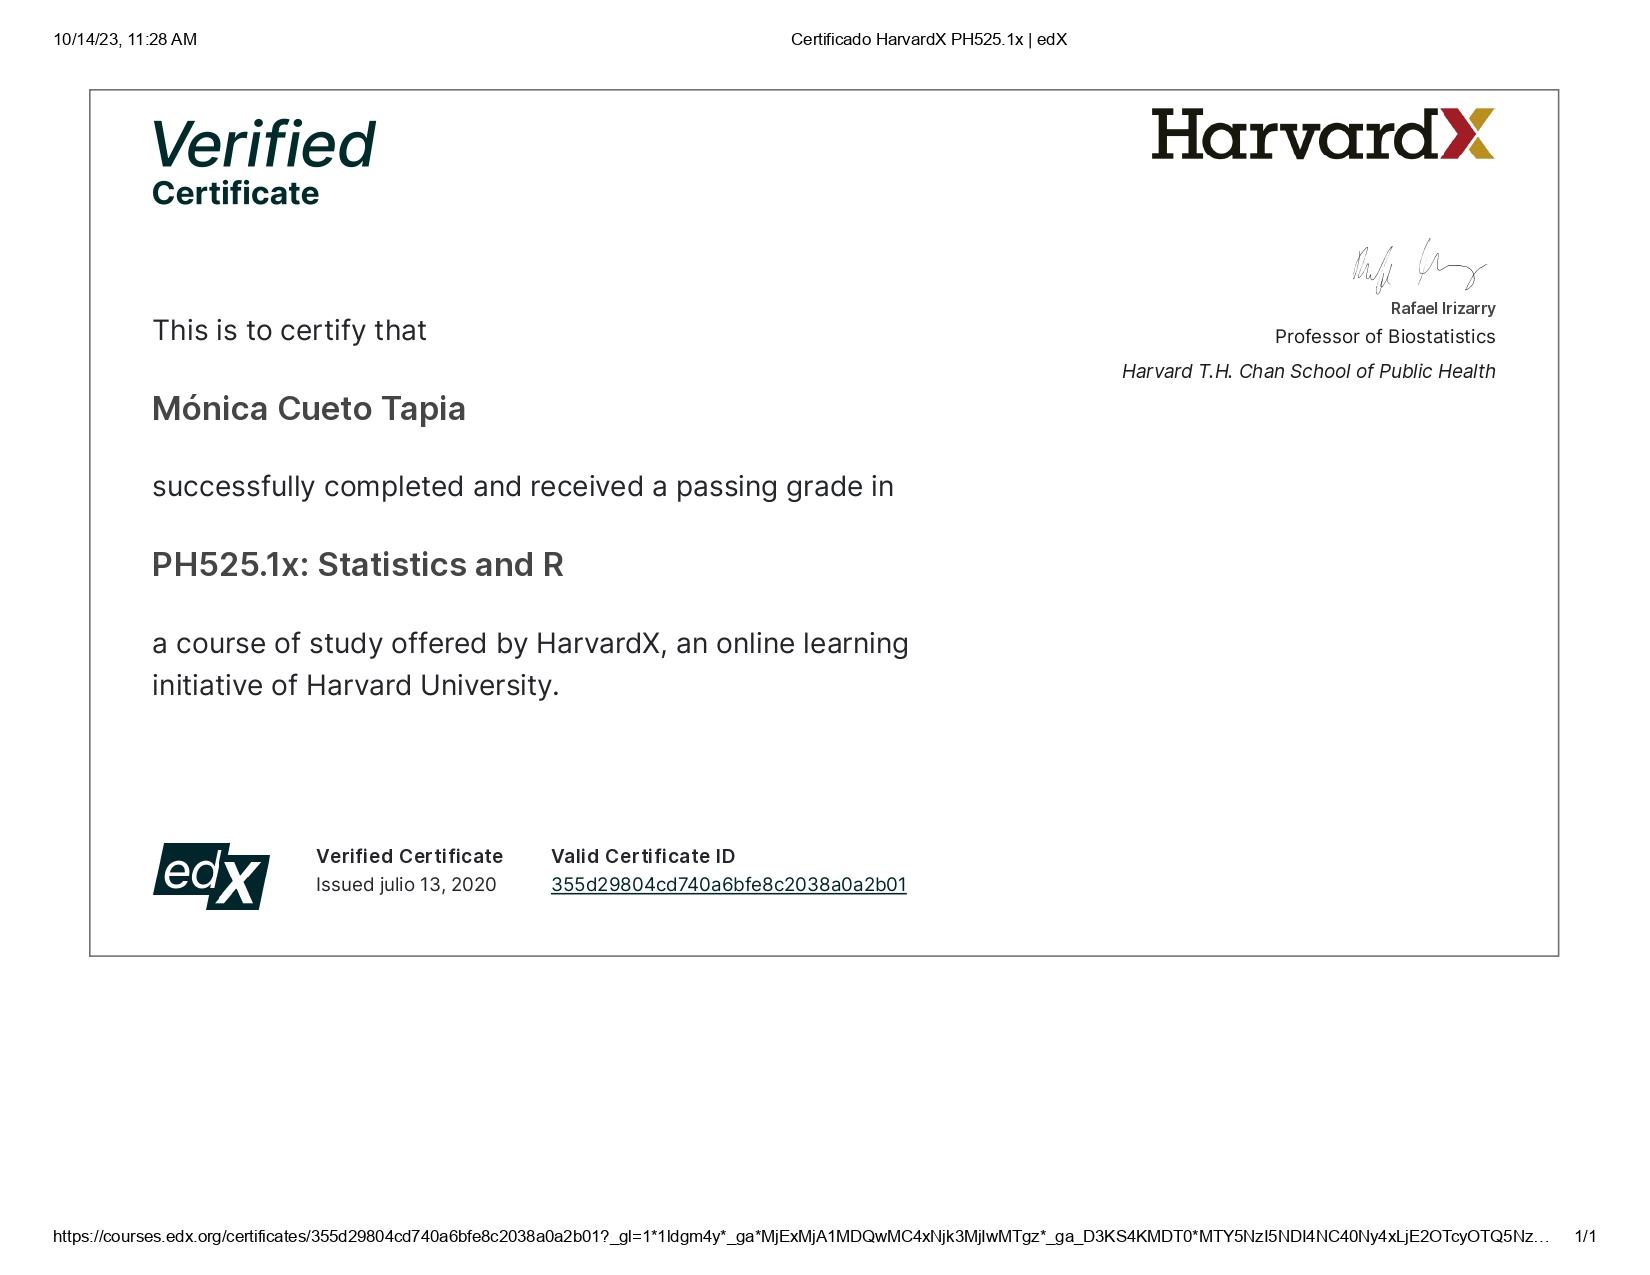 10/14/23, 11:28 AM
Certificado HarvardX PH525.1x | edX
Verified
Certificate
HarvardX
Rafael Irizarry
Professor of Biostatistics
Harvard T.H. Chan School of Public Health
This is to certify that
Mónica Cueto Tapia
successfully completed and received a passing grade in
PH525.1x: Statistics and R
a course of study offered by HarvardX, an online learning
initiative of Harvard University.
edX
Verified Certificate
Issued julio 13, 2020
Valid Certificate ID
355d29804cd740a6bfe8c2038a0a2b01
https://courses.edx.org/certificates/355d29804cd740a6bfe8c2038a0a2b01?_gl=1*1ldgm4y*_ga*MjExMjA1MDQwMC4xNjk3MjIwMTgz*_ga_D3KS4KMDT0*MTY5NzI5NDI4NC40Ny4xLjE2OTcyOTQ5Nz…
1/1